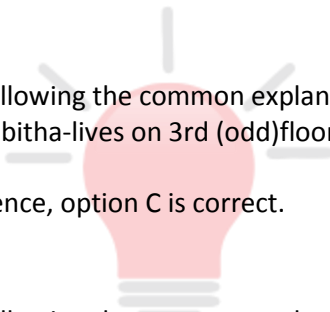 llowing the common explan
bitha-lives on 3rd (odd)floor
ence, option C is correct.